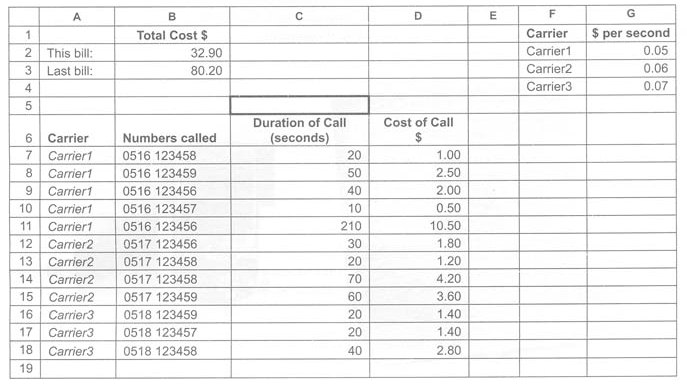 A B C D E F G
1 Total Cost $ Carrier $ per second
2 This bill: 32.90 Carrier1 0.05
3 Last bill: 80.20 Carrier2 0.06
4 Carrier3 0.07
5
Duration of Call Cost of Call
6 Carrier Numbers called (seconds) $
7 Carrier1 0516 123458 20 1.00
8 Carrier1 0516 123459 50 2.50
9 Carrier1 0516 123456 40 2.00
10 Carrier1 0516 123457 10 0.50
11 Carrier1 0516 123456 210 10.50
12 Carrier2 0517 123456 30 1.80
13 Carrier2 0517 123458 20 1.20
14 Carrier2 0517 123458 70 4.20
15 Carrier2 0517 123459 60 3.60
16 Carrier3 0518 123459 20 1.40
17 Carrier3 0518 123457 20 1.40
18 Carrier3 0518 123458 40 2.80
19